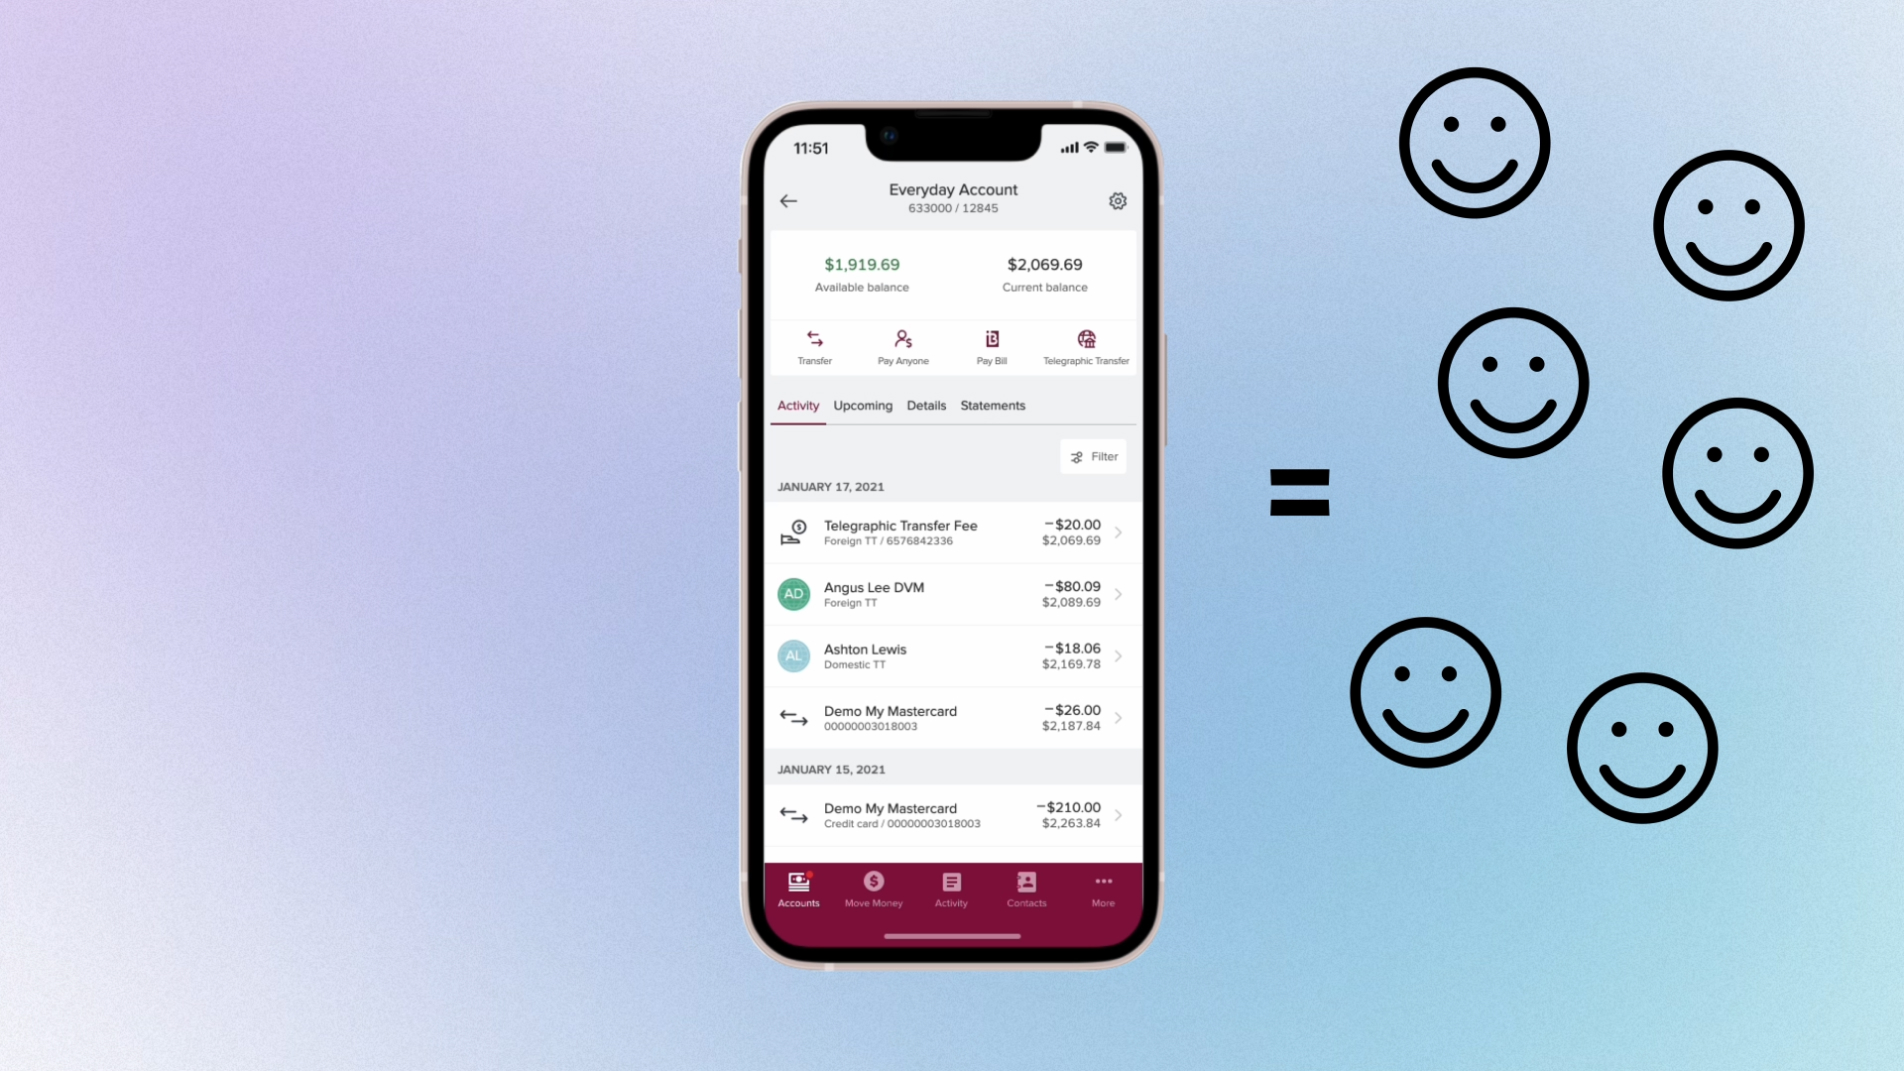 11:51
Everyday Account
633000 / 12845
$1,919.69 $2,069.69
Available balance Current balance
Transfer Pay Anyone Pay Bill Telegraphic Transfer
Activity Upcoming Details Statements
Filter
JANUARY 17, 2021
Telegraphic Transfer Fee −$20.00
Foreign TT / 6576842336 $2,069.69
AD Angus Lee DVM −$80.09
Foreign TT $2,089.69
AL Ashton Lewis −$18.06
Domestic TT $2,169.78
Demo My Mastercard −$26.00
00000003018003 $2,187.84
JANUARY 15, 2021
Demo My Mastercard −$210.00
Credit card / 00000003018003 $2,263.84
Accounts Move Money Activity Contacts More
=